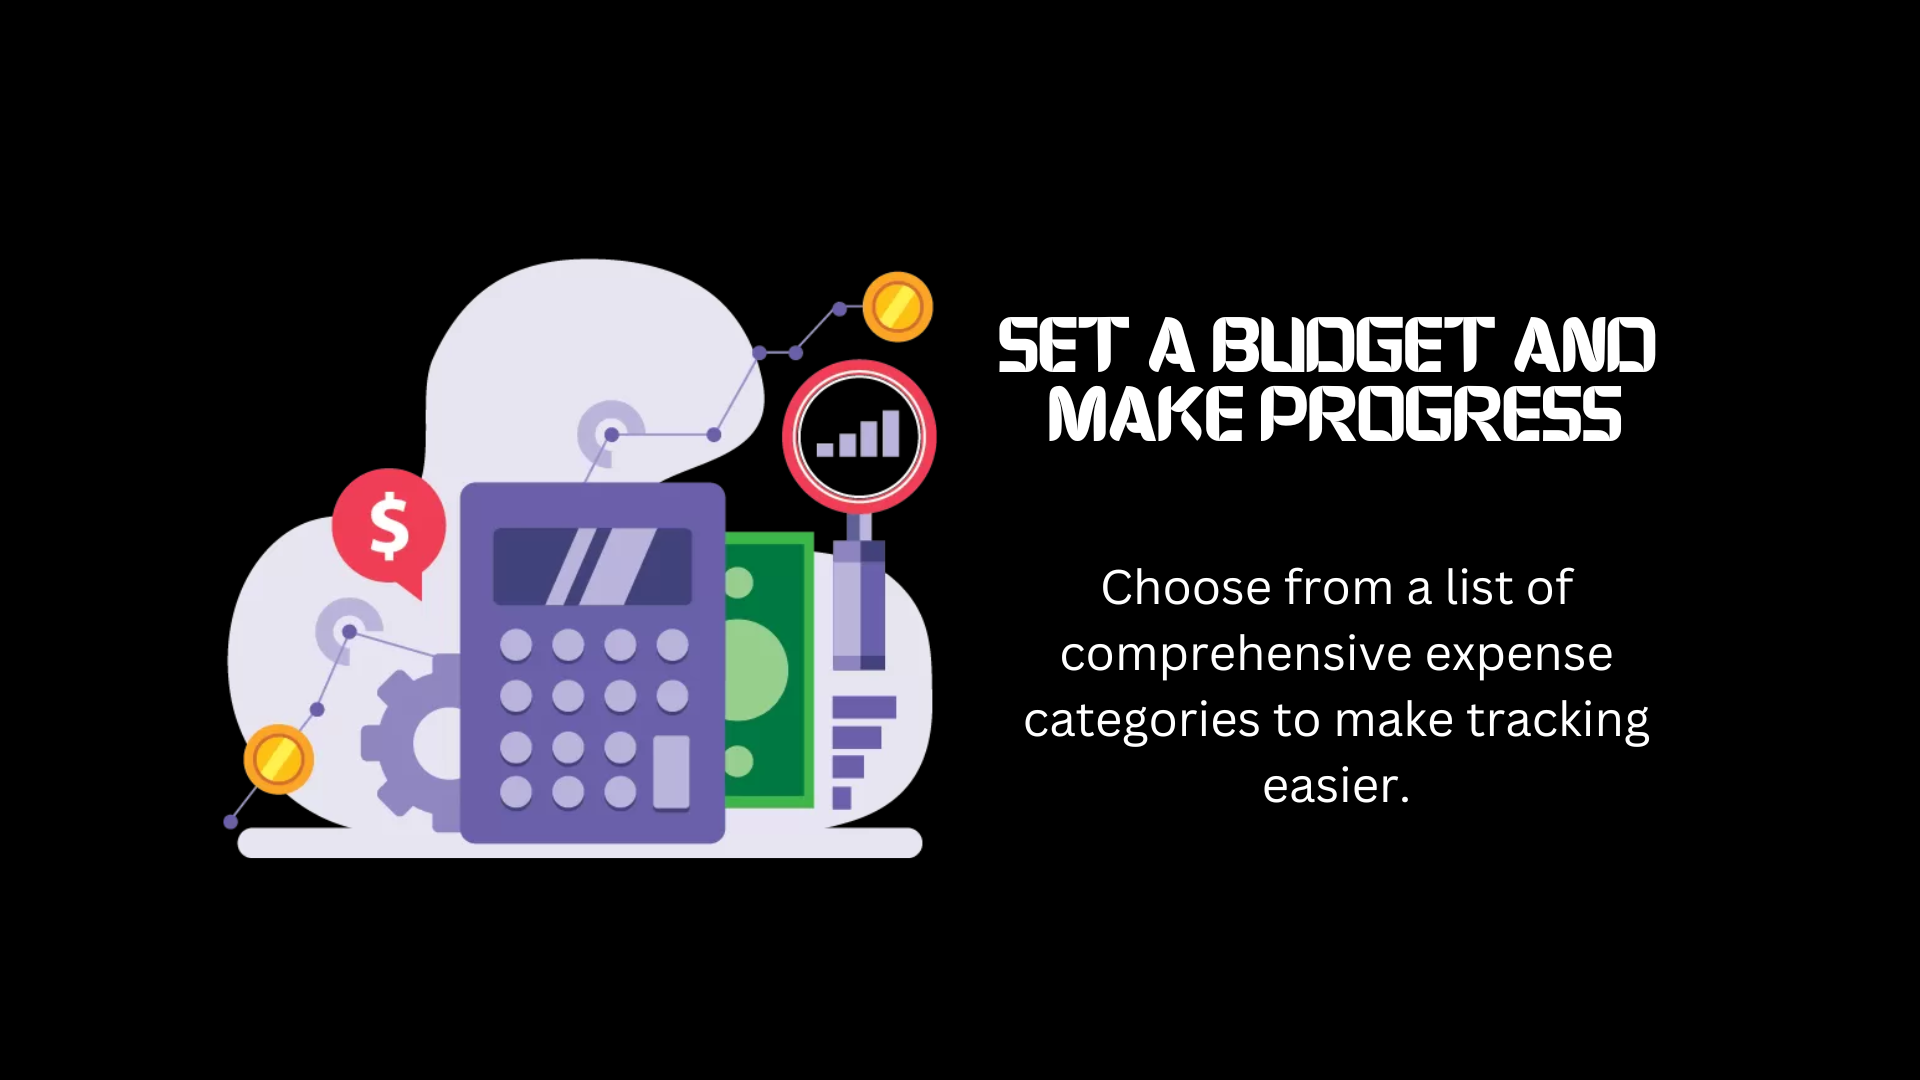 $
SET A BUDGET AND
MAKE PROGRESS
Choose from a list of
comprehensive expense
categories to make tracking
easier.